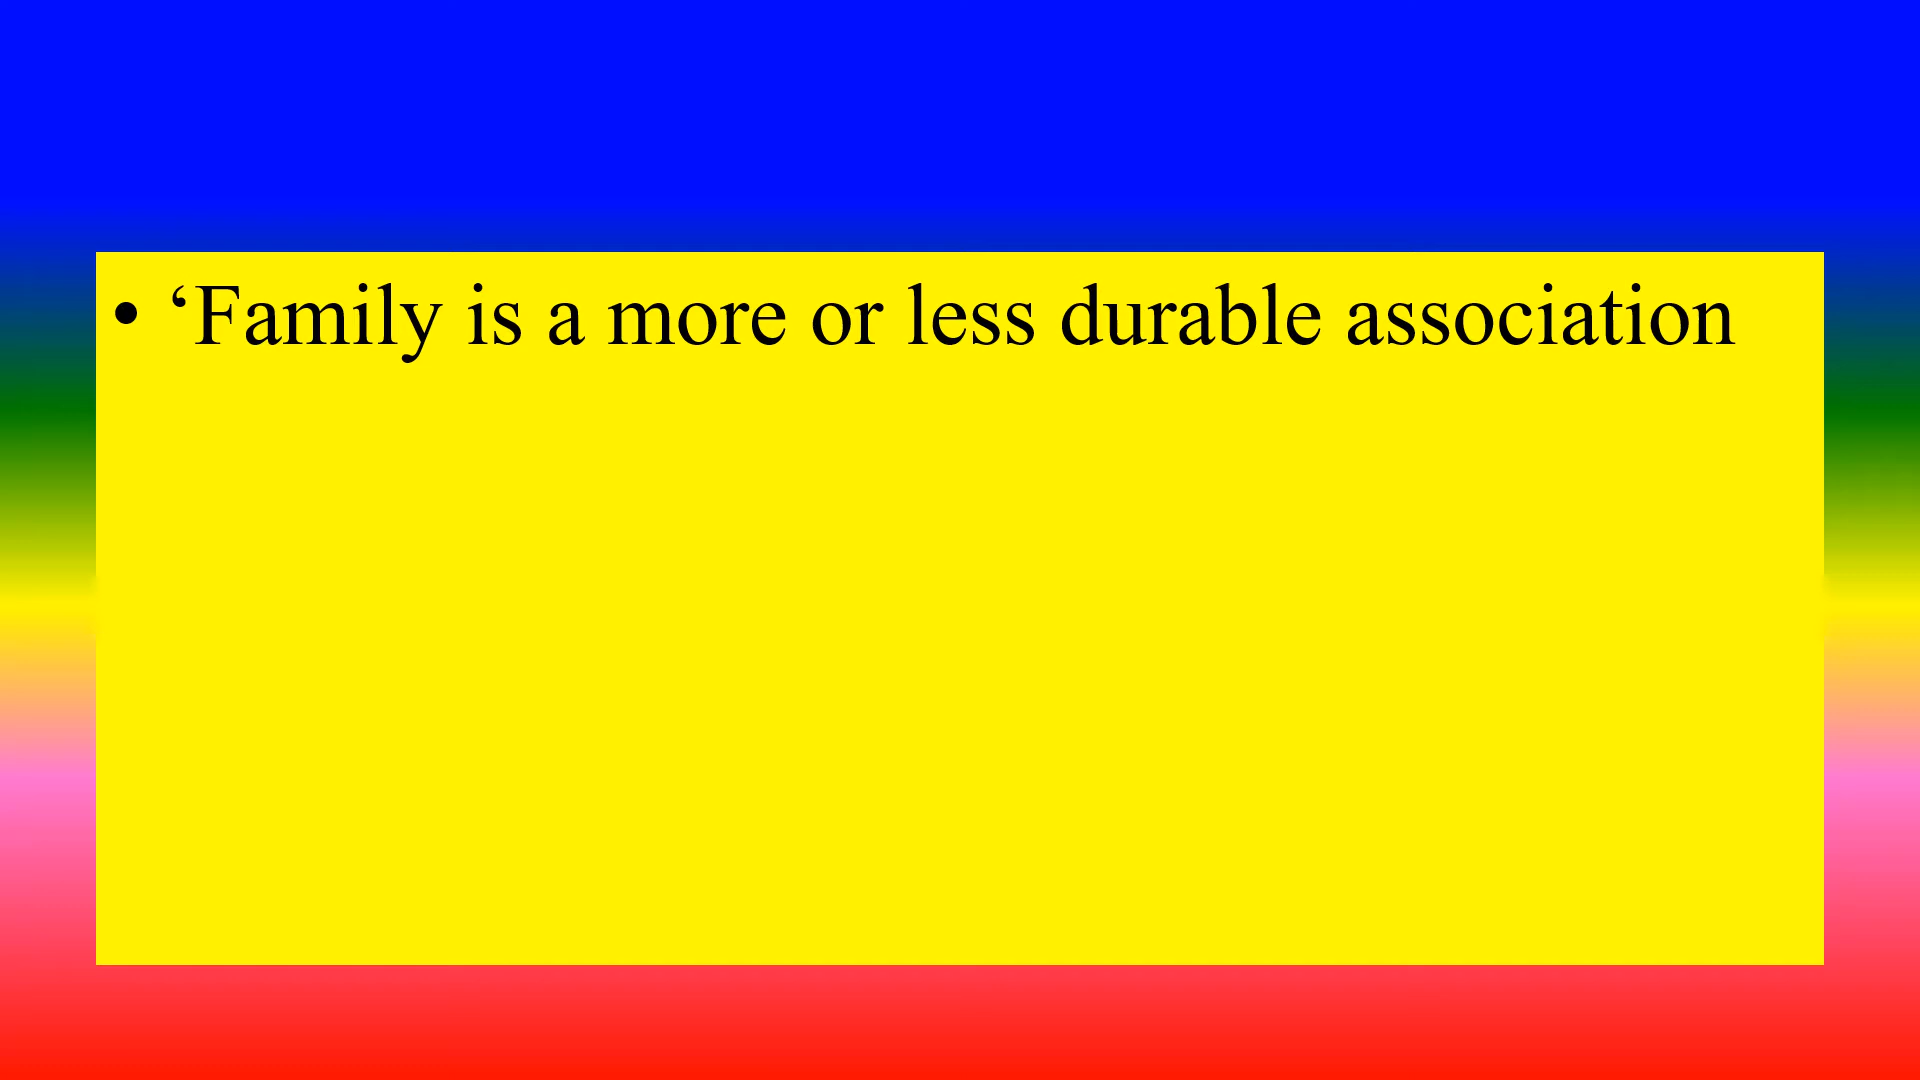 • ‘Family is a more or less durable association